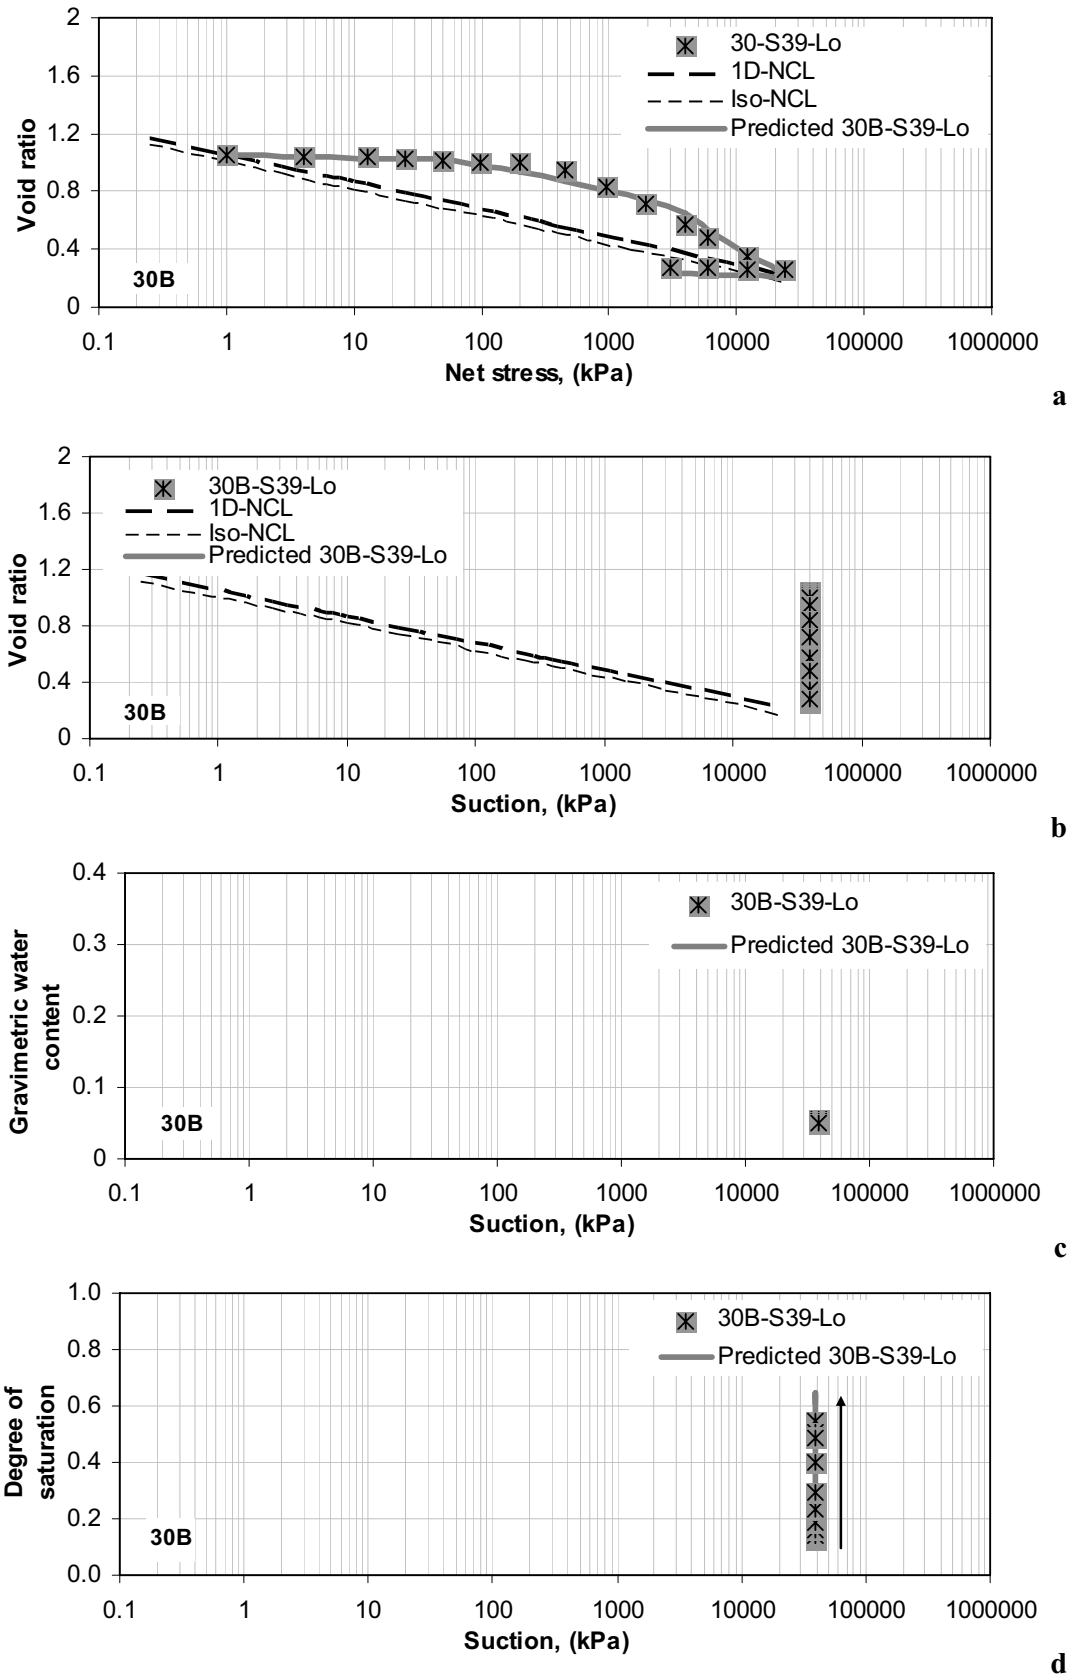 2
1.6
1.2
0.8
0.4
0
Void ratio
30-S39-Lo
1D-NCL
Iso-NCL
Predicted 30B-S39-Lo
30B
0.1 1 10 100 1000 10000 100000 1000000
Net stress, (kPa)
a
2
1.6
1.2
0.8
0.4
0
Void ratio
30B-S39-Lo
1D-NCL
Iso-NCL
Predicted 30B-S39-Lo
30B
0.1 1 10 100 1000 10000 100000 1000000
Suction, (kPa)
b
0.4
0.3
0.2
0.1
0
Gravimetric water
content
30B-S39-Lo
Predicted 30B-S39-Lo
30B
0.1 1 10 100 1000 10000 100000 1000000
Suction, (kPa)
c
1.0
0.8
0.6
0.4
0.2
0.0
Degree of
saturation
30B-S39-Lo
Predicted 30B-S39-Lo
30B
0.1 1 10 100 1000 10000 100000 1000000
Suction, (kPa)
d